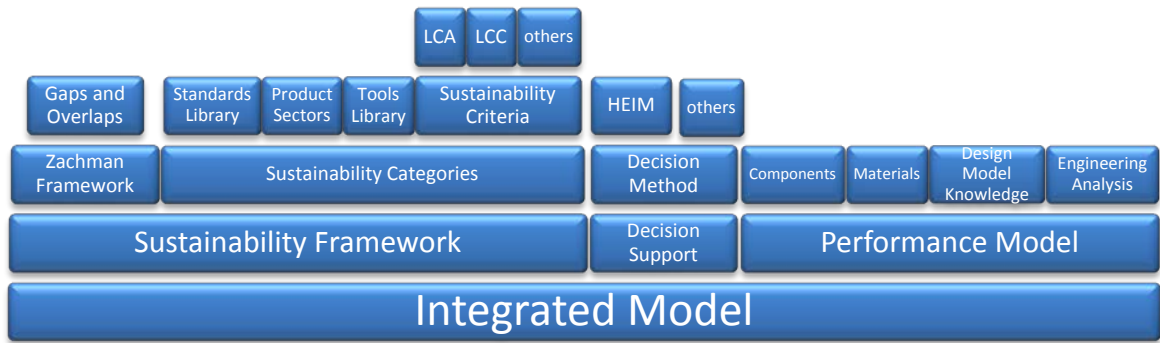 LCA
LCC
others
Gaps and
Overlaps
Standards
Library
Product
Sectors
Tools
Library
Sustainability
Criteria
HEIM
others
Zachman
Framework
Sustainability Categories
Decision
Method
Components
Materials
Design
Model
Knowledge
Engineering
Analysis
Sustainability Framework
Decision
Support
Performance Model
Integrated Model